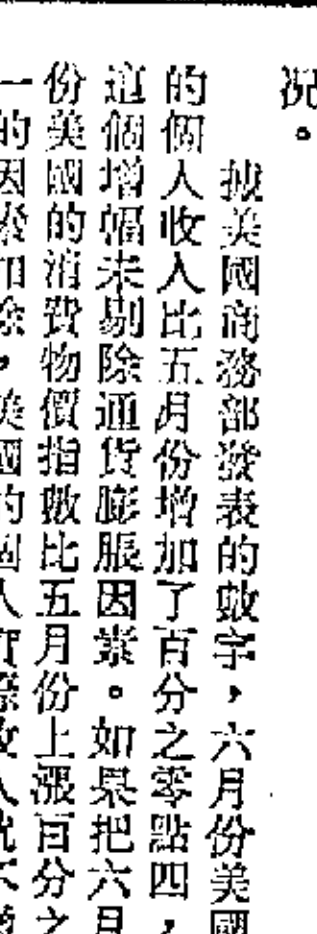 況。
據美國商務部發表的數字，六月份美國
的個人收入比五月份增加了百分之零點四，
這個增幅未剔除通貨膨脹因素。如果把六月
份美國的消費物價指數比五月份上漲百分之
一的因素扣除，美國的個人實際收入就不